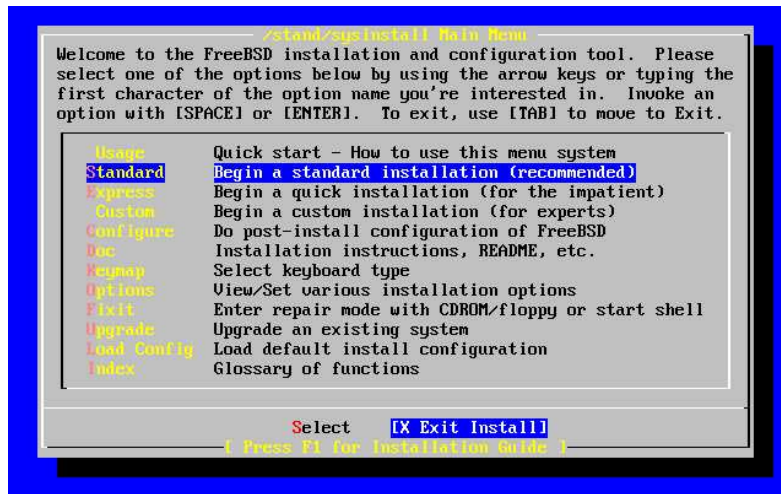 /stand/sysinstall Main Menu
Welcome to the FreeBSD installation and configuration tool.  Please
select one of the options below by using the arrow keys or typing the
first character of the option name you're interested in.  Invoke an
option with [SPACE] or [ENTER].  To exit, use [TAB] to move to Exit.
Usage Quick start - How to use this menu system
Standard Begin a standard installation (recommended)
Express Begin a quick installation (for the impatient)
Custom Begin a custom installation (for experts)
Configure Do post-install configuration of FreeBSD
Doc Installation instructions, README, etc.
Keymap Select keyboard type
Options View/Set various installation options
Fixit Enter repair mode with CDROM/floppy or start shell
Upgrade Upgrade an existing system
Load Config Load default install configuration
Index Glossary of functions
Select [X Exit Install]
[ Press F1 for Installation Guide ]